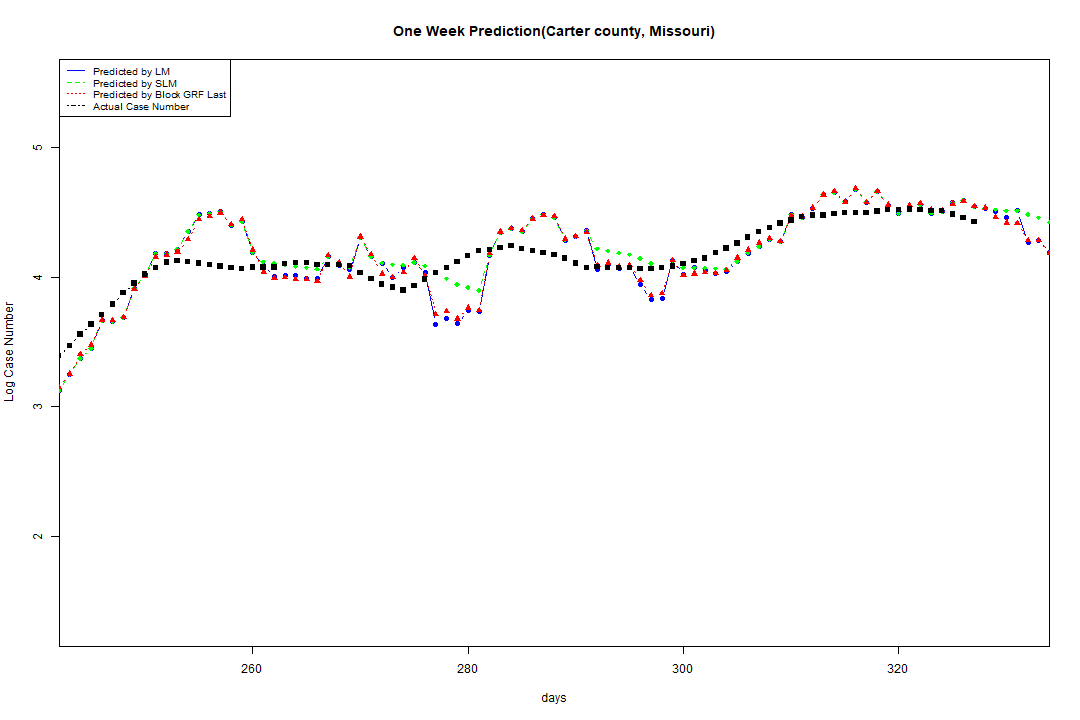 One Week Prediction(Carter county, Missouri)
Predicted by LM
Predicted by SLM
Predicted by Block GRF Last
Actual Case Number
5
4
3
2
Log Case Number
260 280 300 320
days